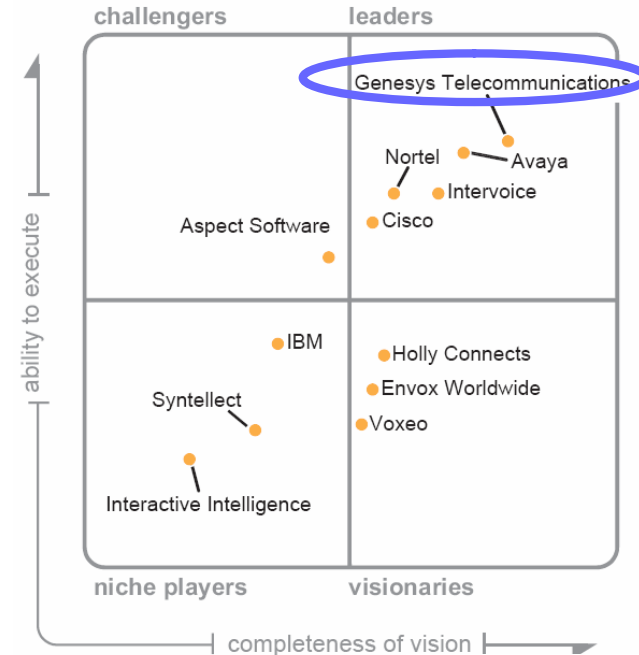 challengers
leaders
Genesys Telecommunications
Nortel
Avaya
Intervoice
Cisco
Aspect Software
IBM
Holly Connects
Envox Worldwide
Syntellect
Voxeo
Interactive Intelligence
niche players
visionaries
ability to execute
completeness of vision